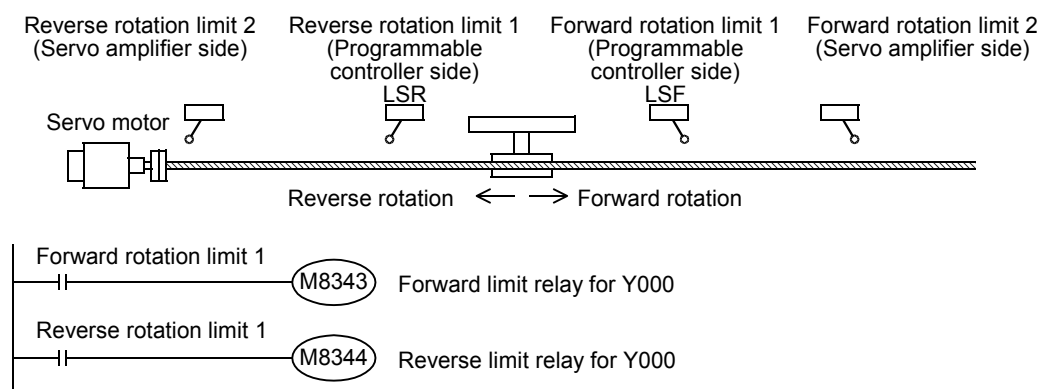 Reverse rotation limit 2
(Servo amplifier side)
Reverse rotation limit 1
(Programmable
controller side)
LSR
Forward rotation limit 1
(Programmable
controller side)
LSF
Forward rotation limit 2
(Servo amplifier side)
Servo motor
Reverse rotation
Forward rotation
Forward rotation limit 1
M8343
Forward limit relay for Y000
Reverse rotation limit 1
M8344
Reverse limit relay for Y000